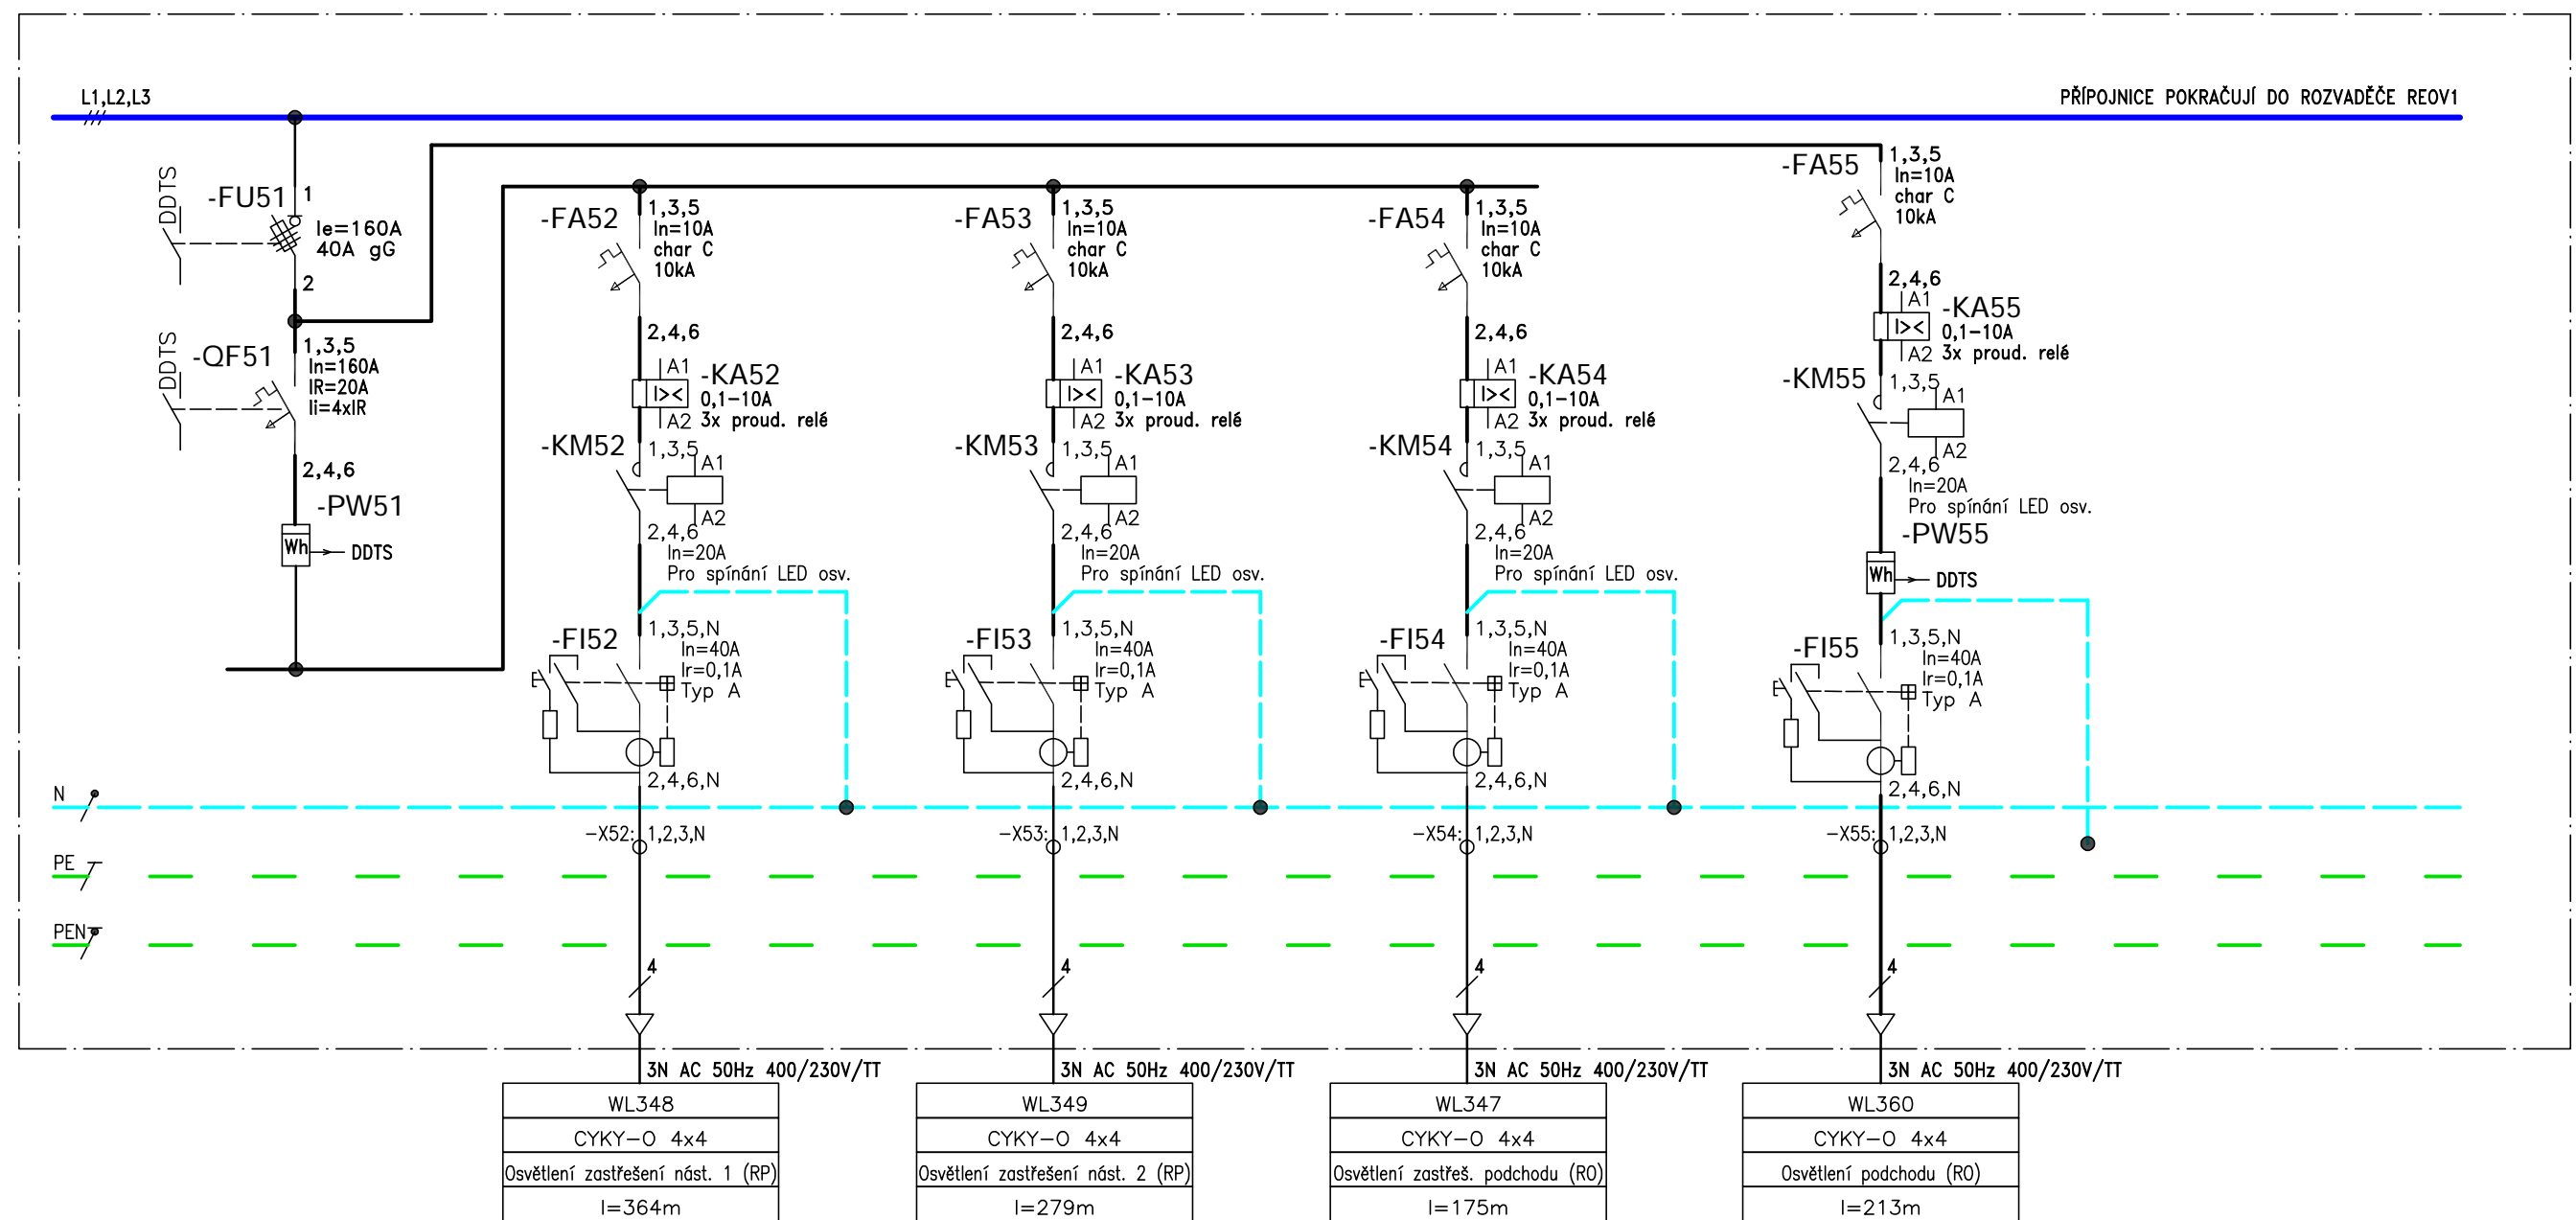 L1,L2,L3
PŘÍPOJNICE POKRAČUJÍ DO ROZVADĚČE REOV1
DDTS
-FU51
1
Ie=160A
40A gG
2
DDTS
-QF51
1,3,5
In=160A
IR=20A
Ii=4xIR
2,4,6
-PW51
Wh
DDTS
-FA52
1,3,5
In=10A
char C
10kA
2,4,6
A1
-KA52
I><
0,1-10A
A2
3x proud. relé
-KM52
1,3,5
A1
A2
2,4,6
In=20A
Pro spínání LED osv.
-FI52
1,3,5,N
In=40A
Ir=0,1A
Typ A
2,4,6,N
-FA53
1,3,5
In=10A
char C
10kA
2,4,6
A1
-KA53
I><
0,1-10A
A2
3x proud. relé
-KM53
1,3,5
A1
A2
2,4,6
In=20A
Pro spínání LED osv.
-FI53
1,3,5,N
In=40A
Ir=0,1A
Typ A
2,4,6,N
-FA54
1,3,5
In=10A
char C
10kA
2,4,6
A1
-KA54
I><
0,1-10A
A2
3x proud. relé
-KM54
1,3,5
A1
A2
2,4,6
In=20A
Pro spínání LED osv.
-FI54
1,3,5,N
In=40A
Ir=0,1A
Typ A
2,4,6,N
-FA55
1,3,5
In=10A
char C
10kA
2,4,6
A1
-KA55
I><
0,1-10A
A2
3x proud. relé
-KM55
1,3,5
A1
A2
2,4,6
In=20A
Pro spínání LED osv.
-PW55
Wh
DDTS
-FI55
1,3,5,N
In=40A
Ir=0,1A
Typ A
2,4,6,N
N
-X52: 1,2,3,N
-X53: 1,2,3,N
-X54: 1,2,3,N
-X55: 1,2,3,N
PE
PEN
4
4
4
4
3N AC 50Hz 400/230V/TT
WL348
CYKY-O 4x4
Osvětlení zastřešení nást. 1 (RP)
l=364m
3N AC 50Hz 400/230V/TT
WL349
CYKY-O 4x4
Osvětlení zastřešení nást. 2 (RP)
l=279m
3N AC 50Hz 400/230V/TT
WL347
CYKY-O 4x4
Osvětlení zastřeš. podchodu (RO)
l=175m
3N AC 50Hz 400/230V/TT
WL360
CYKY-O 4x4
Osvětlení podchodu (RO)
l=213m